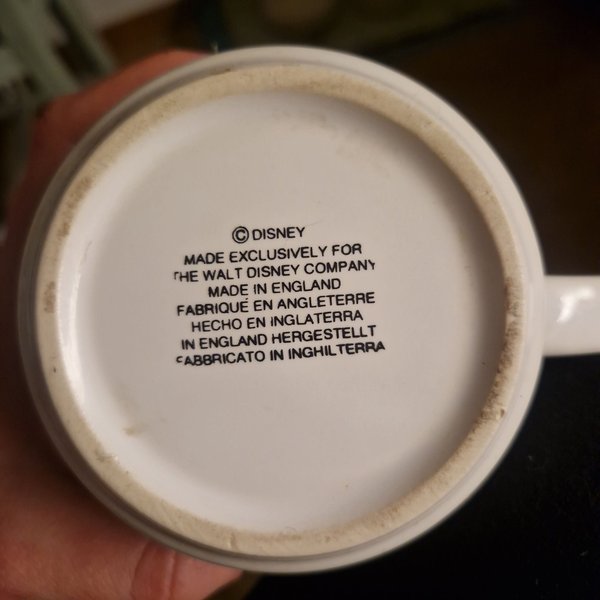 © DISNEY
MADE EXCLUSIVELY FOR
THE WALT DISNEY COMPANY
MADE IN ENGLAND
FABRIQUÉ EN ANGLETERRE
HECHO EN INGLATERRA
IN ENGLAND HERGESTELLT
FABBRICATO IN INGHILTERRA